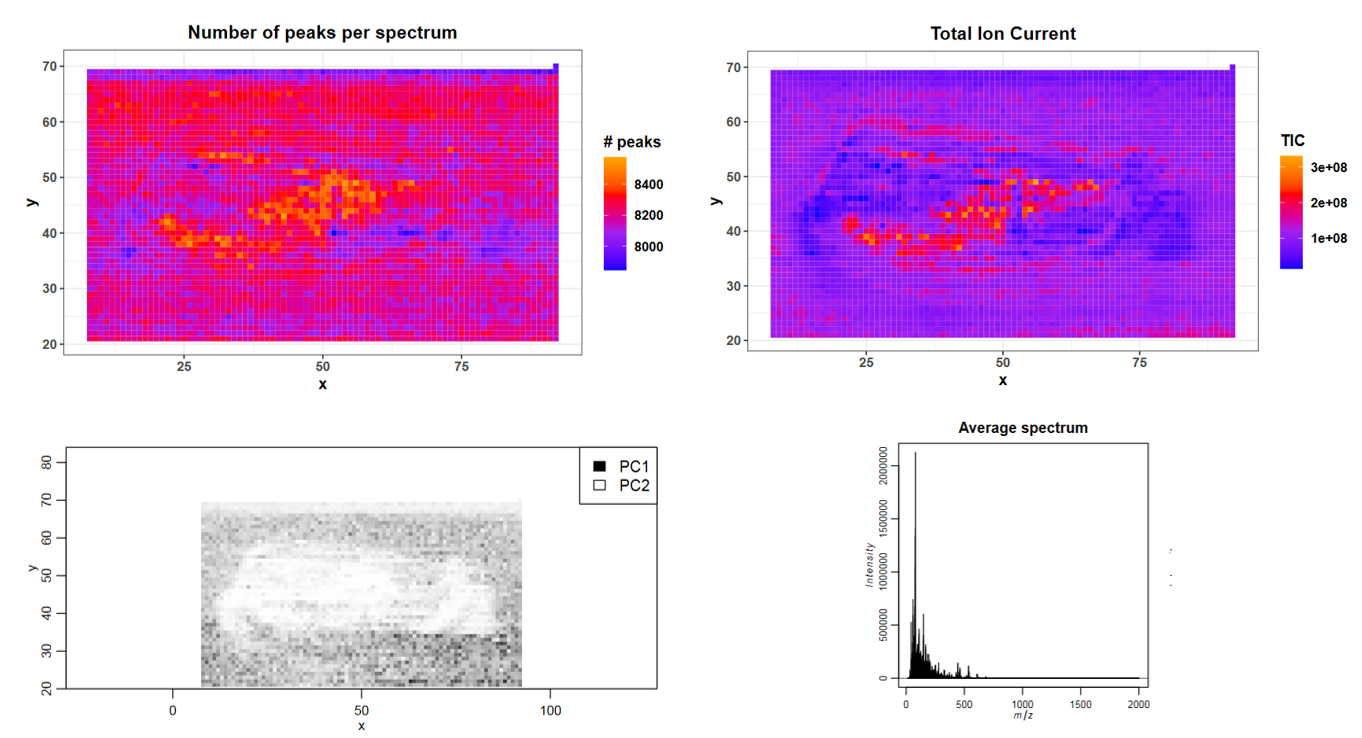 Number of peaks per spectrum
70
60
50
40
30
20
y
25
50
75
x
# peaks
8400
8200
8000
Total Ion Current
70
60
50
40
30
20
y
25
50
75
x
TIC
3e+08
2e+08
1e+08
80
70
60
50
40
30
20
y
0
50
100
x
PC1
PC2
Average spectrum
2000000
1500000
1000000
500000
0
Intensity
0
500
1000
1500
2000
m/z